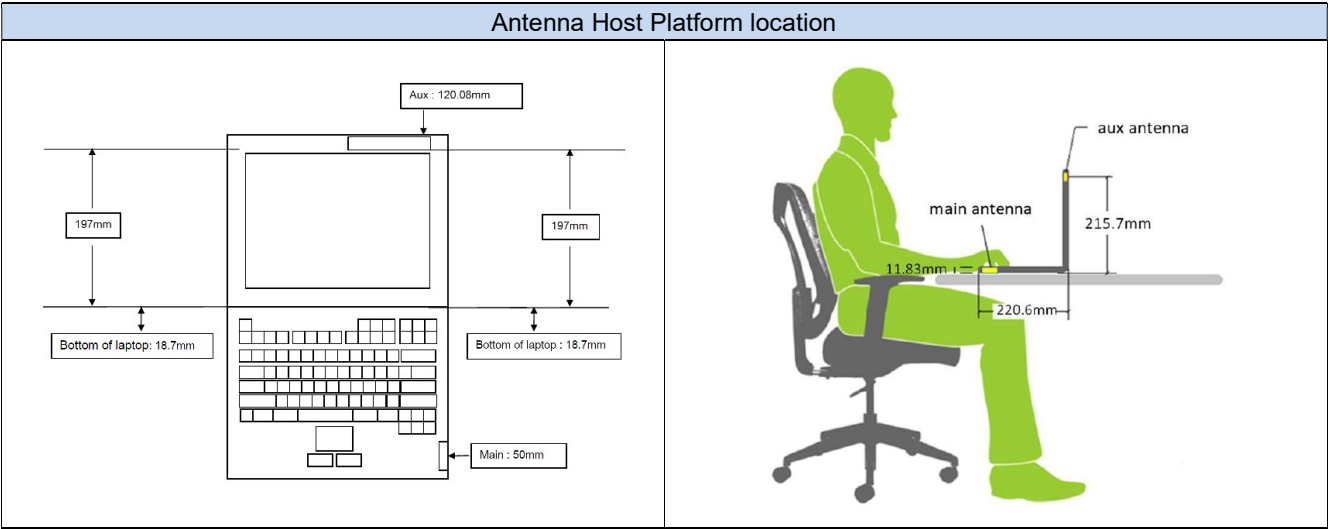 Antenna Host Platform location
Aux : 120.08mm
197mm
197mm
Bottom of laptop: 18.7mm
Bottom of laptop : 18.7mm
Main : 50mm
aux antenna
main antenna
215.7mm
11.83mm
220.6mm